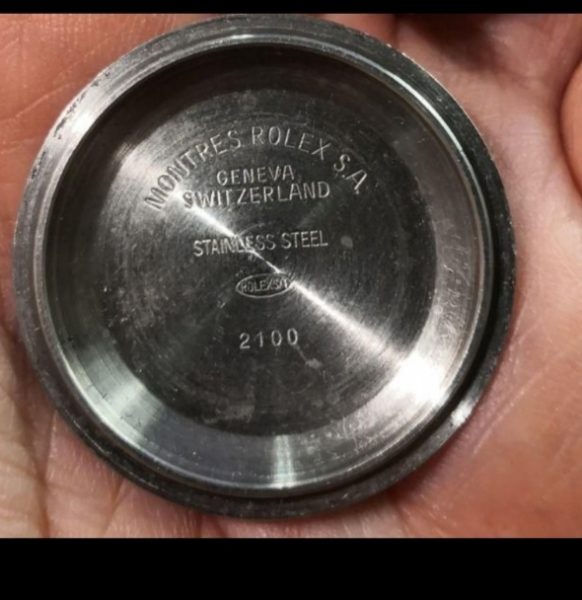 MONTRES ROLEX S.A.
GENEVA,
SWITZERLAND
STAINLESS STEEL
2100